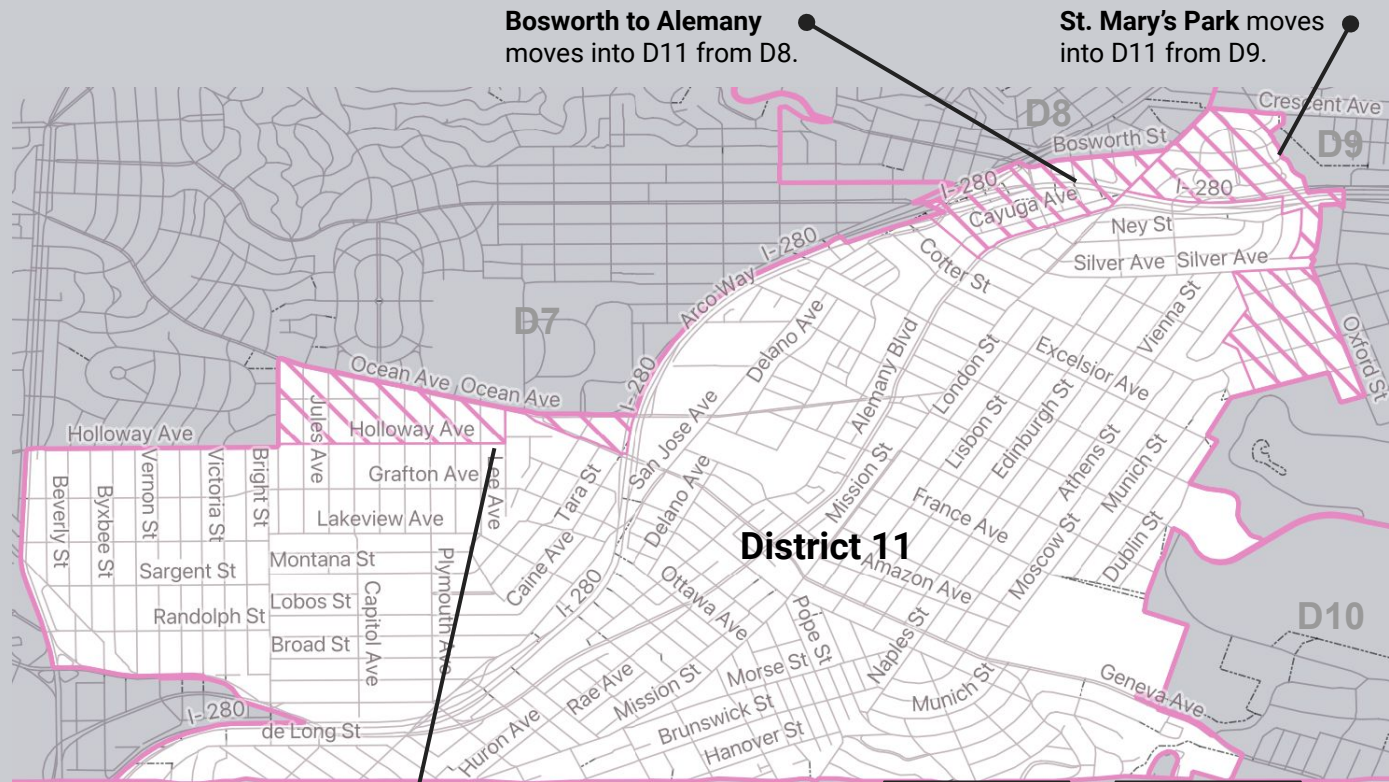 Bosworth to Alemany
moves into D11 from D8.
St. Mary’s Park moves
into D11 from D9.
Crescent Ave
D8
D9
Bosworth St
I- 280
I- 280
Cayuga Ave
Ney St
I- 280
Cotter St
Silver Ave
Silver Ave
Arco Way
D7
Delano Ave
Vienna St
Oxford St
Alemany Blvd
London St
Excelsior Ave
I- 280
Ocean Ave
Ocean Ave
San Jose Ave
Lisbon St
Edinburgh St
Jules Ave
Holloway Ave
Holloway Ave
Athens St
Munich St
Beverly St
Byxbee St
Vernon St
Victoria St
Bright St
Grafton Ave
Lee Ave
Tara St
Delano Ave
Mission St
France Ave
Lakeview Ave
District 11
Moscow St
Dublin St
Montana St
Sargent St
Plymouth Ave
Caine Ave
I- 280
Ottawa Ave
Amazon Ave
Lobos St
Capitol Ave
Randolph St
Pope St
Naples St
D10
Broad St
Morse St
Rae Ave
Mission St
Munich St
Geneva Ave
I- 280
de Long St
Huron Ave
Brunswick St
Hanover St